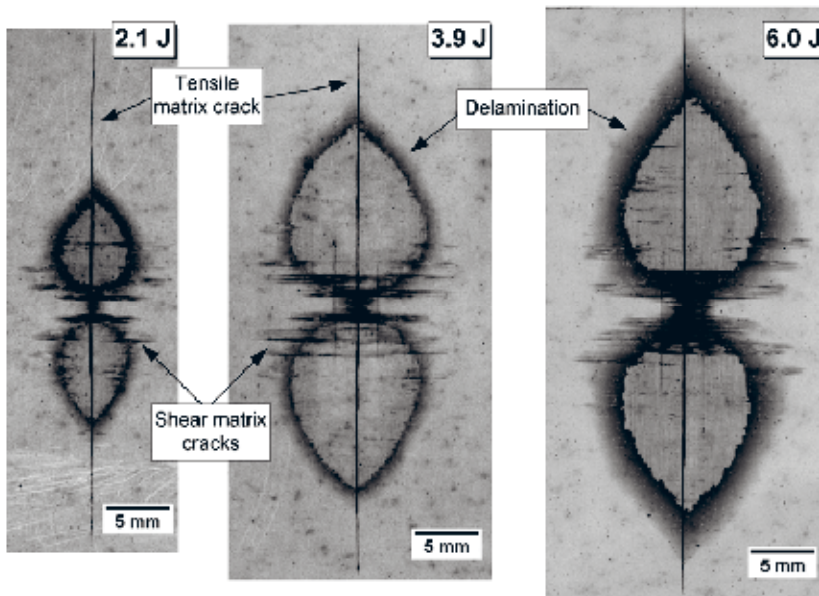 2.1 J
3.9 J
6.0 J
Tensile
matrix crack
Delamination
Shear matrix
cracks
5 mm
5 mm
5 mm